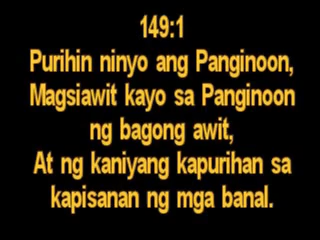 149:1
Purihin ninyo ang Panginoon,
Magsiawit kayo sa Panginoon
ng bagong awit,
At ng kaniyang kapurihan sa
kapisanan ng mga banal.